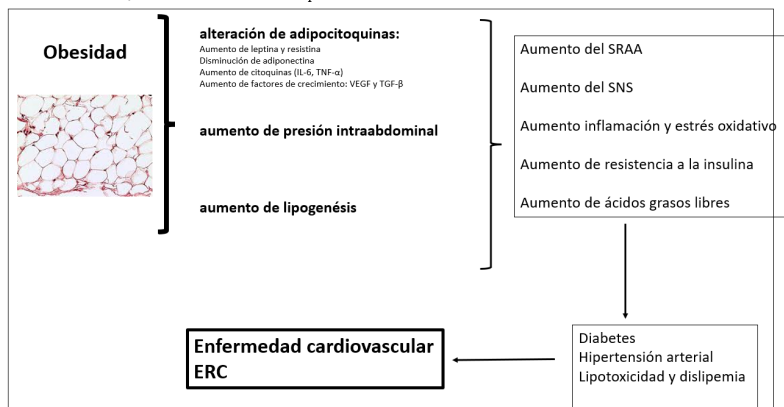 Obesidad
alteración de adipocitoquinas:
Aumento de leptina y resistina
Disminución de adiponectina
Aumento de citoquinas (IL-6, TNF-α)
Aumento de factores de crecimiento: VEGF y TGF-β
aumento de presión intraabdominal
aumento de lipogenésis
Aumento del SRAA
Aumento del SNS
Aumento inflamación y estrés oxidativo
Aumento de resistencia a la insulina
Aumento de ácidos grasos libres
Diabetes
Hipertensión arterial
Lipotoxicidad y dislipemia
Enfermedad cardiovascular
ERC